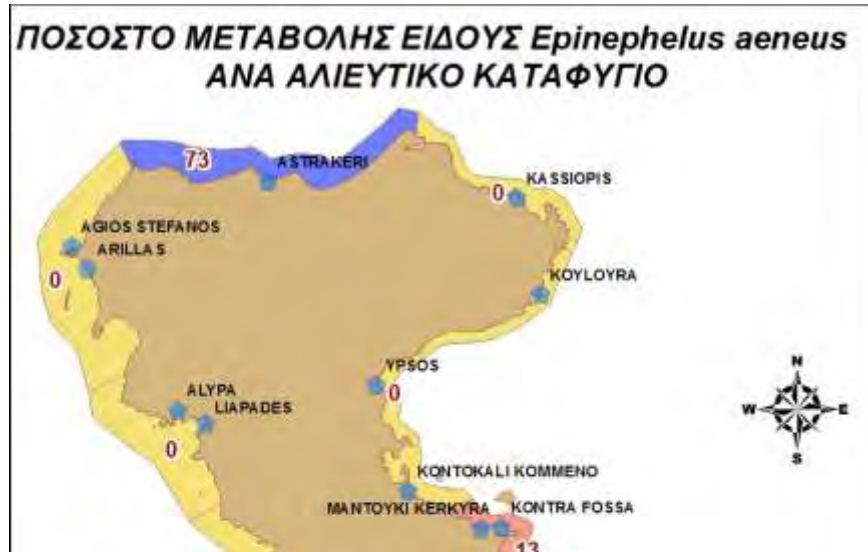 ΠΟΣΟΣΤΟ ΜΕΤΑΒΟΛΗΣ ΕΙΔΟΥΣ Epinephelus aeneus
ΑΝΑ ΑΛΙΕΥΤΙΚΟ ΚΑΤΑΦΥΓΙΟ
73
ASTRAKERI
KASSIOPIS
0
AGIOS STEFANOS
ARILLAS
0
KOYLOYRA
YPSOS
0
ALYPA
LIAPADES
0
N
W E
S
KONTOKALI KOMMENO
MANTOYKI KERKYRA KONTRA FOSSA
13